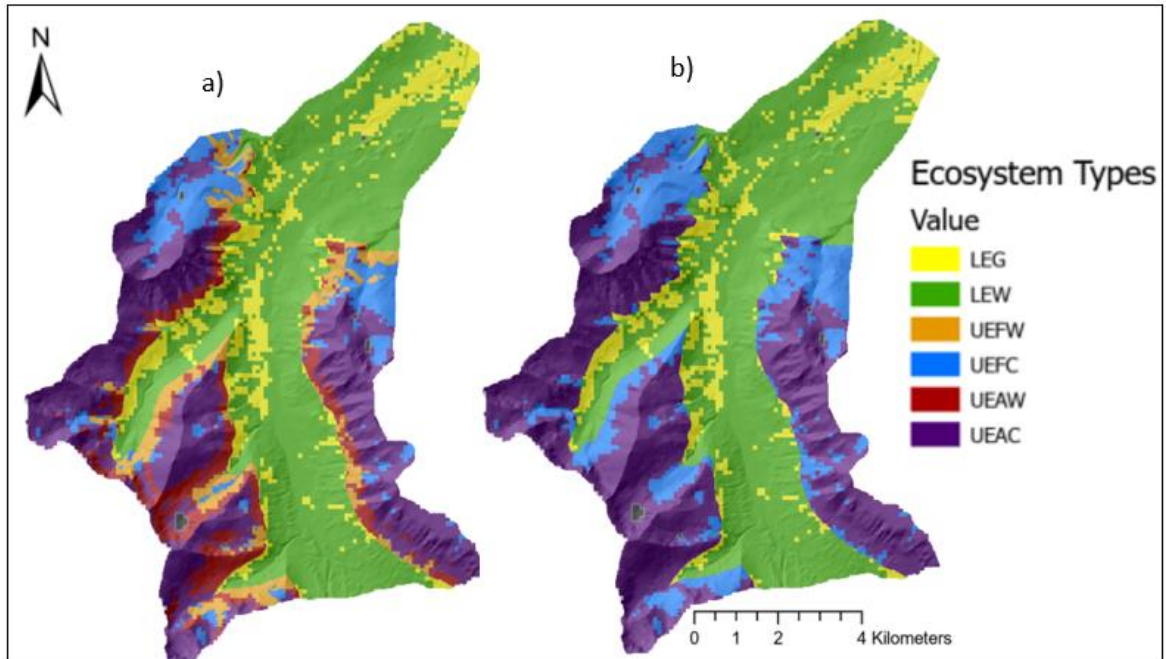 N
a)
b)
Ecosystem Types
Value
LEG
LEW
UEFW
UEFC
UEAW
UEAC
0 1 2 4 Kilometers